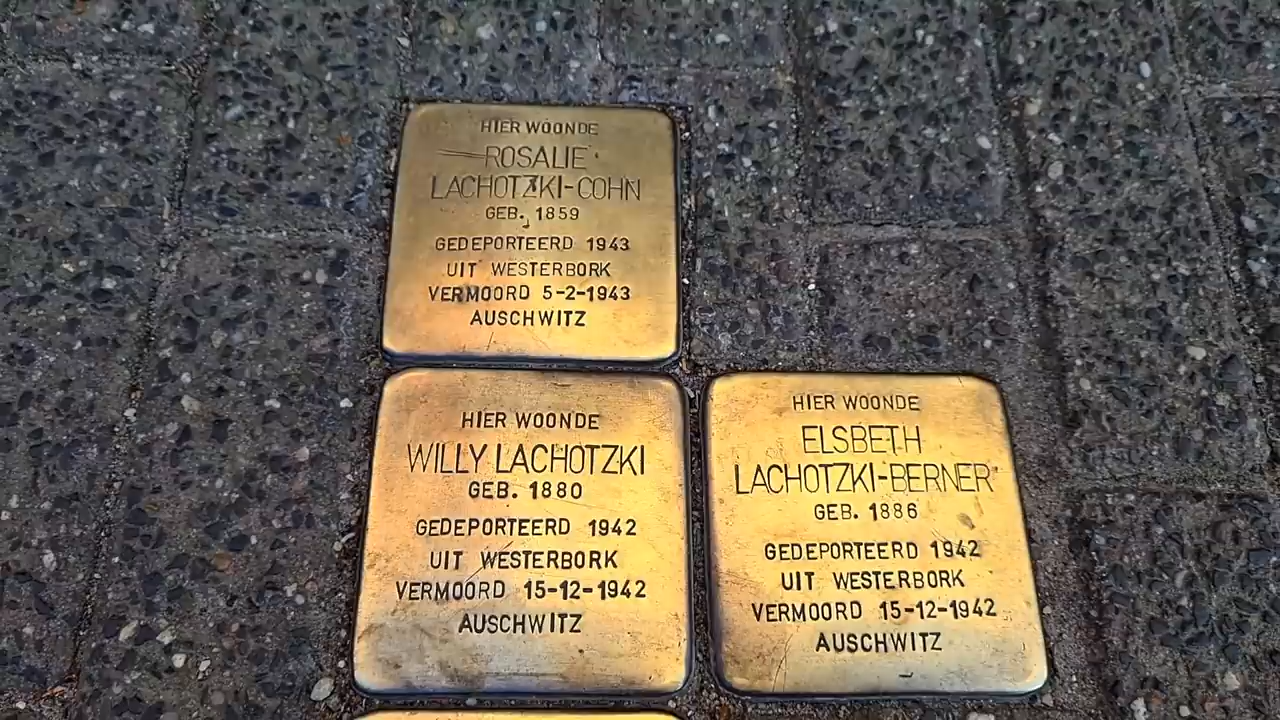 HIER WOONDE
ROSALIE
LACHOTZKI-COHN
GEB. 1859
GEDEPORTEERD 1943
UIT WESTERBORK
VERMOORD 5-2-1943
AUSCHWITZ
HIER WOONDE
WILLY LACHOTZKI
GEB. 1880
GEDEPORTEERD 1942
UIT WESTERBORK
VERMOORD 15-12-1942
AUSCHWITZ
HIER WOONDE
ELSBETH
LACHOTZKI-BERNER
GEB. 1886
GEDEPORTEERD 1942
UIT WESTERBORK
VERMOORD 15-12-1942
AUSCHWITZ